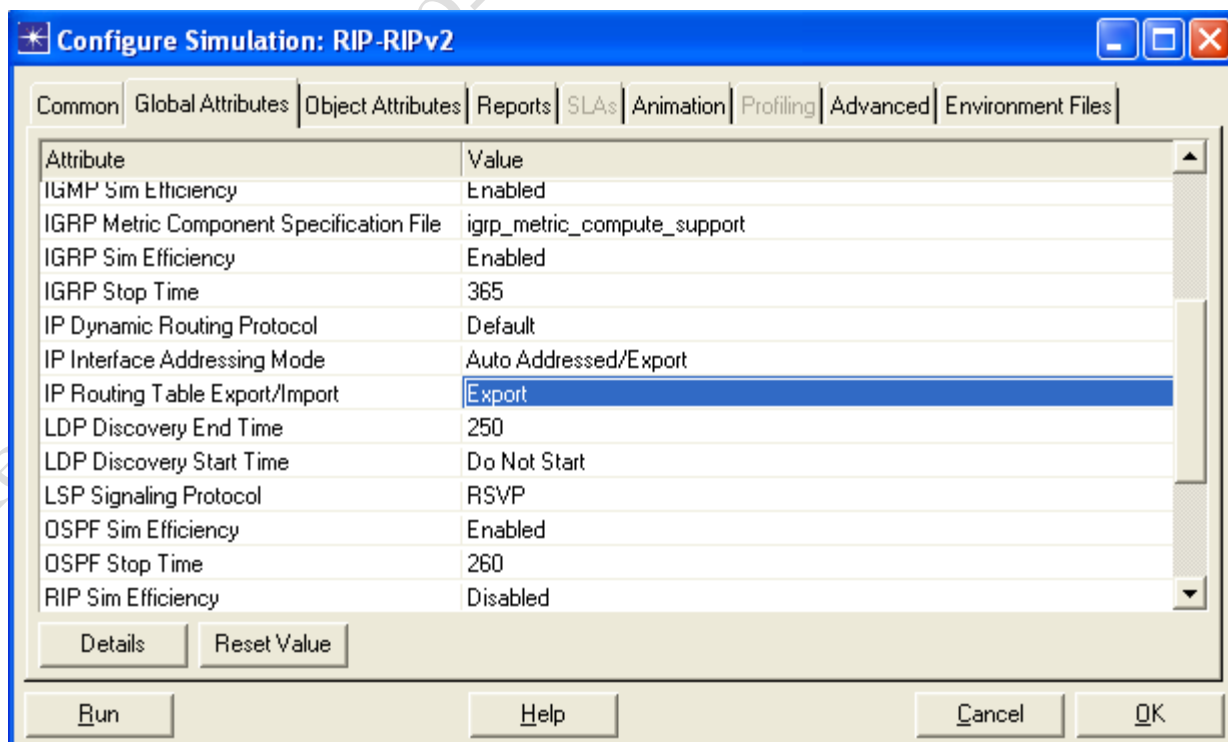 Configure Simulation: RIP-RIPv2
Common Global Attributes Object Attributes Reports SLAs Animation Profiling Advanced Environment Files
Attribute Value
IGMP Sim Efficiency Enabled
IGRP Metric Component Specification File igrp_metric_compute_support
IGRP Sim Efficiency Enabled
IGRP Stop Time 365
IP Dynamic Routing Protocol Default
IP Interface Addressing Mode Auto Addressed/Export
IP Routing Table Export/Import Export
LDP Discovery End Time 250
LDP Discovery Start Time Do Not Start
LSP Signaling Protocol RSVP
OSPF Sim Efficiency Enabled
OSPF Stop Time 260
RIP Sim Efficiency Disabled
Details Reset Value
Run Help Cancel OK